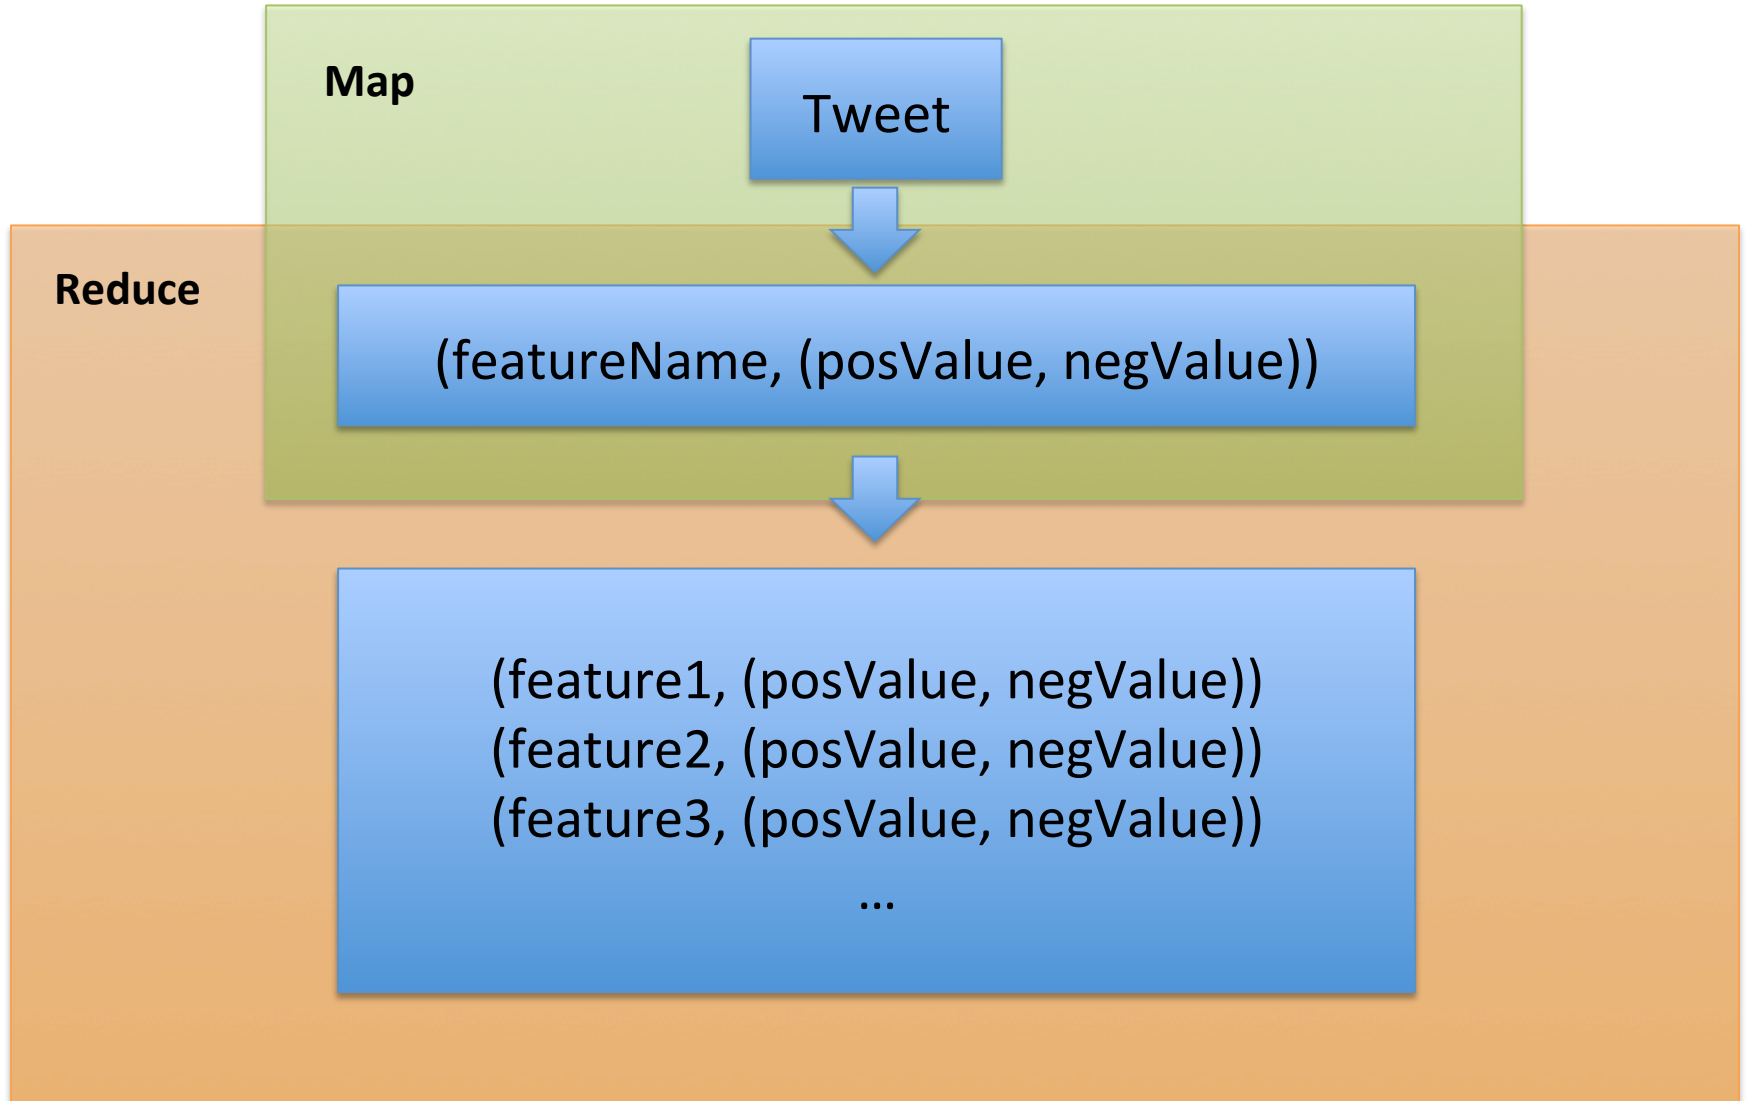 Map
Tweet
Reduce
(featureName, (posValue, negValue))
(feature1, (posValue, negValue))
(feature2, (posValue, negValue))
(feature3, (posValue, negValue))
…